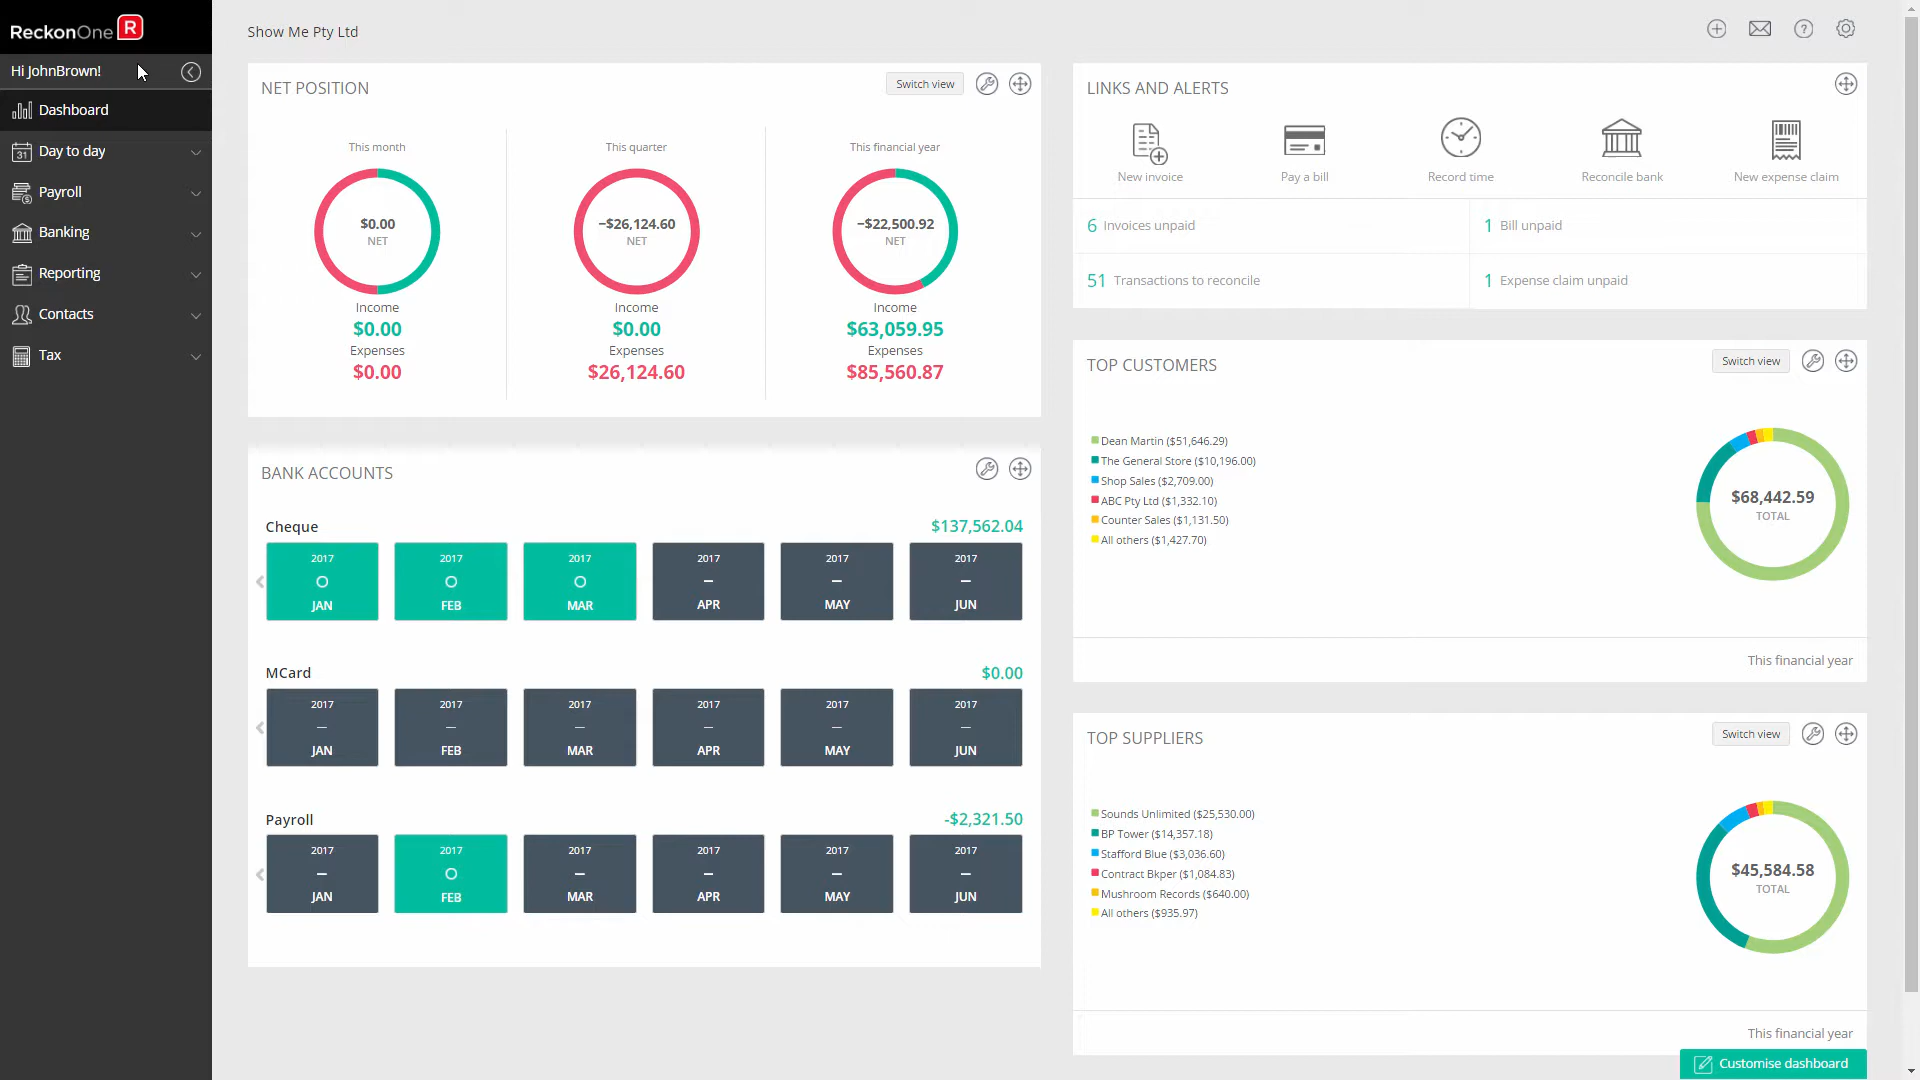 ReckonOne R
Hi JohnBrown!
Dashboard
31 Day to day
Payroll
Banking
Reporting
Contacts
Tax
Show Me Pty Ltd
NET POSITION
Switch view
This month
$0.00
NET
Income
$0.00
Expenses
$0.00
This quarter
−$26,124.60
NET
Income
$0.00
Expenses
$26,124.60
This financial year
−$22,500.92
NET
Income
$63,059.95
Expenses
$85,560.87
BANK ACCOUNTS
Cheque $137,562.04
2017 2017 2017 2017 2017 2017
JAN FEB MAR APR MAY JUN
MCard $0.00
2017 2017 2017 2017 2017 2017
JAN FEB MAR APR MAY JUN
Payroll -$2,321.50
2017 2017 2017 2017 2017 2017
JAN FEB MAR APR MAY JUN
LINKS AND ALERTS
New invoice Pay a bill Record time Reconcile bank New expense claim
6 Invoices unpaid 1 Bill unpaid
51 Transactions to reconcile 1 Expense claim unpaid
TOP CUSTOMERS
Switch view
Dean Martin ($51,646.29)
The General Store ($10,196.00)
Shop Sales ($2,709.00)
ABC Pty Ltd ($1,332.10)
Counter Sales ($1,131.50)
All others ($1,427.70)
$68,442.59
TOTAL
This financial year
TOP SUPPLIERS
Switch view
Sounds Unlimited ($25,530.00)
BP Tower ($14,357.18)
Stafford Blue ($3,036.60)
Contract Bkper ($1,084.83)
Mushroom Records ($640.00)
All others ($935.97)
$45,584.58
TOTAL
This financial year
Customise dashboard